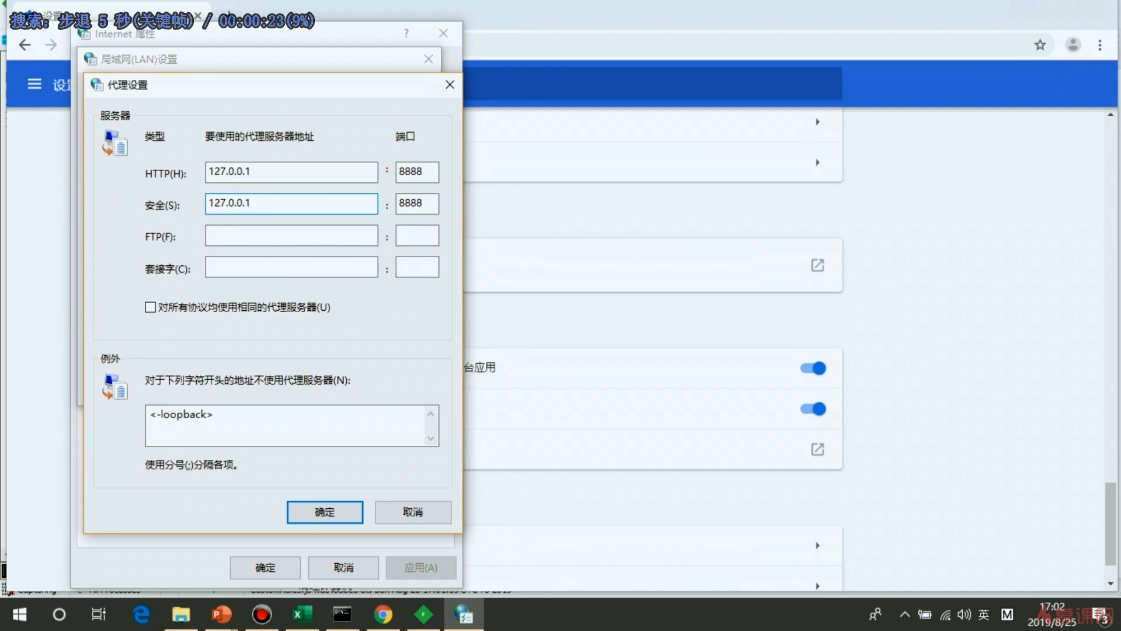 搜索: 步退 5 秒(关键帧) / 00:00:23(9%)
Internet 属性
?
局域网(LAN)设置
代理设置
设置
服务器
类型 要使用的代理服务器地址 端口
HTTP(H): 127.0.0.1 : 8888
安全(S): 127.0.0.1 : 8888
FTP(F): :
套接字(C): :
对所有协议均使用相同的代理服务器(U)
台应用
例外
对于下列字符开头的地址不使用代理服务器(N):
<-loopback>
使用分号(;)分隔各项。
确定 取消
确定 取消 应用(A)
英 M
17:02
2019/8/25
3